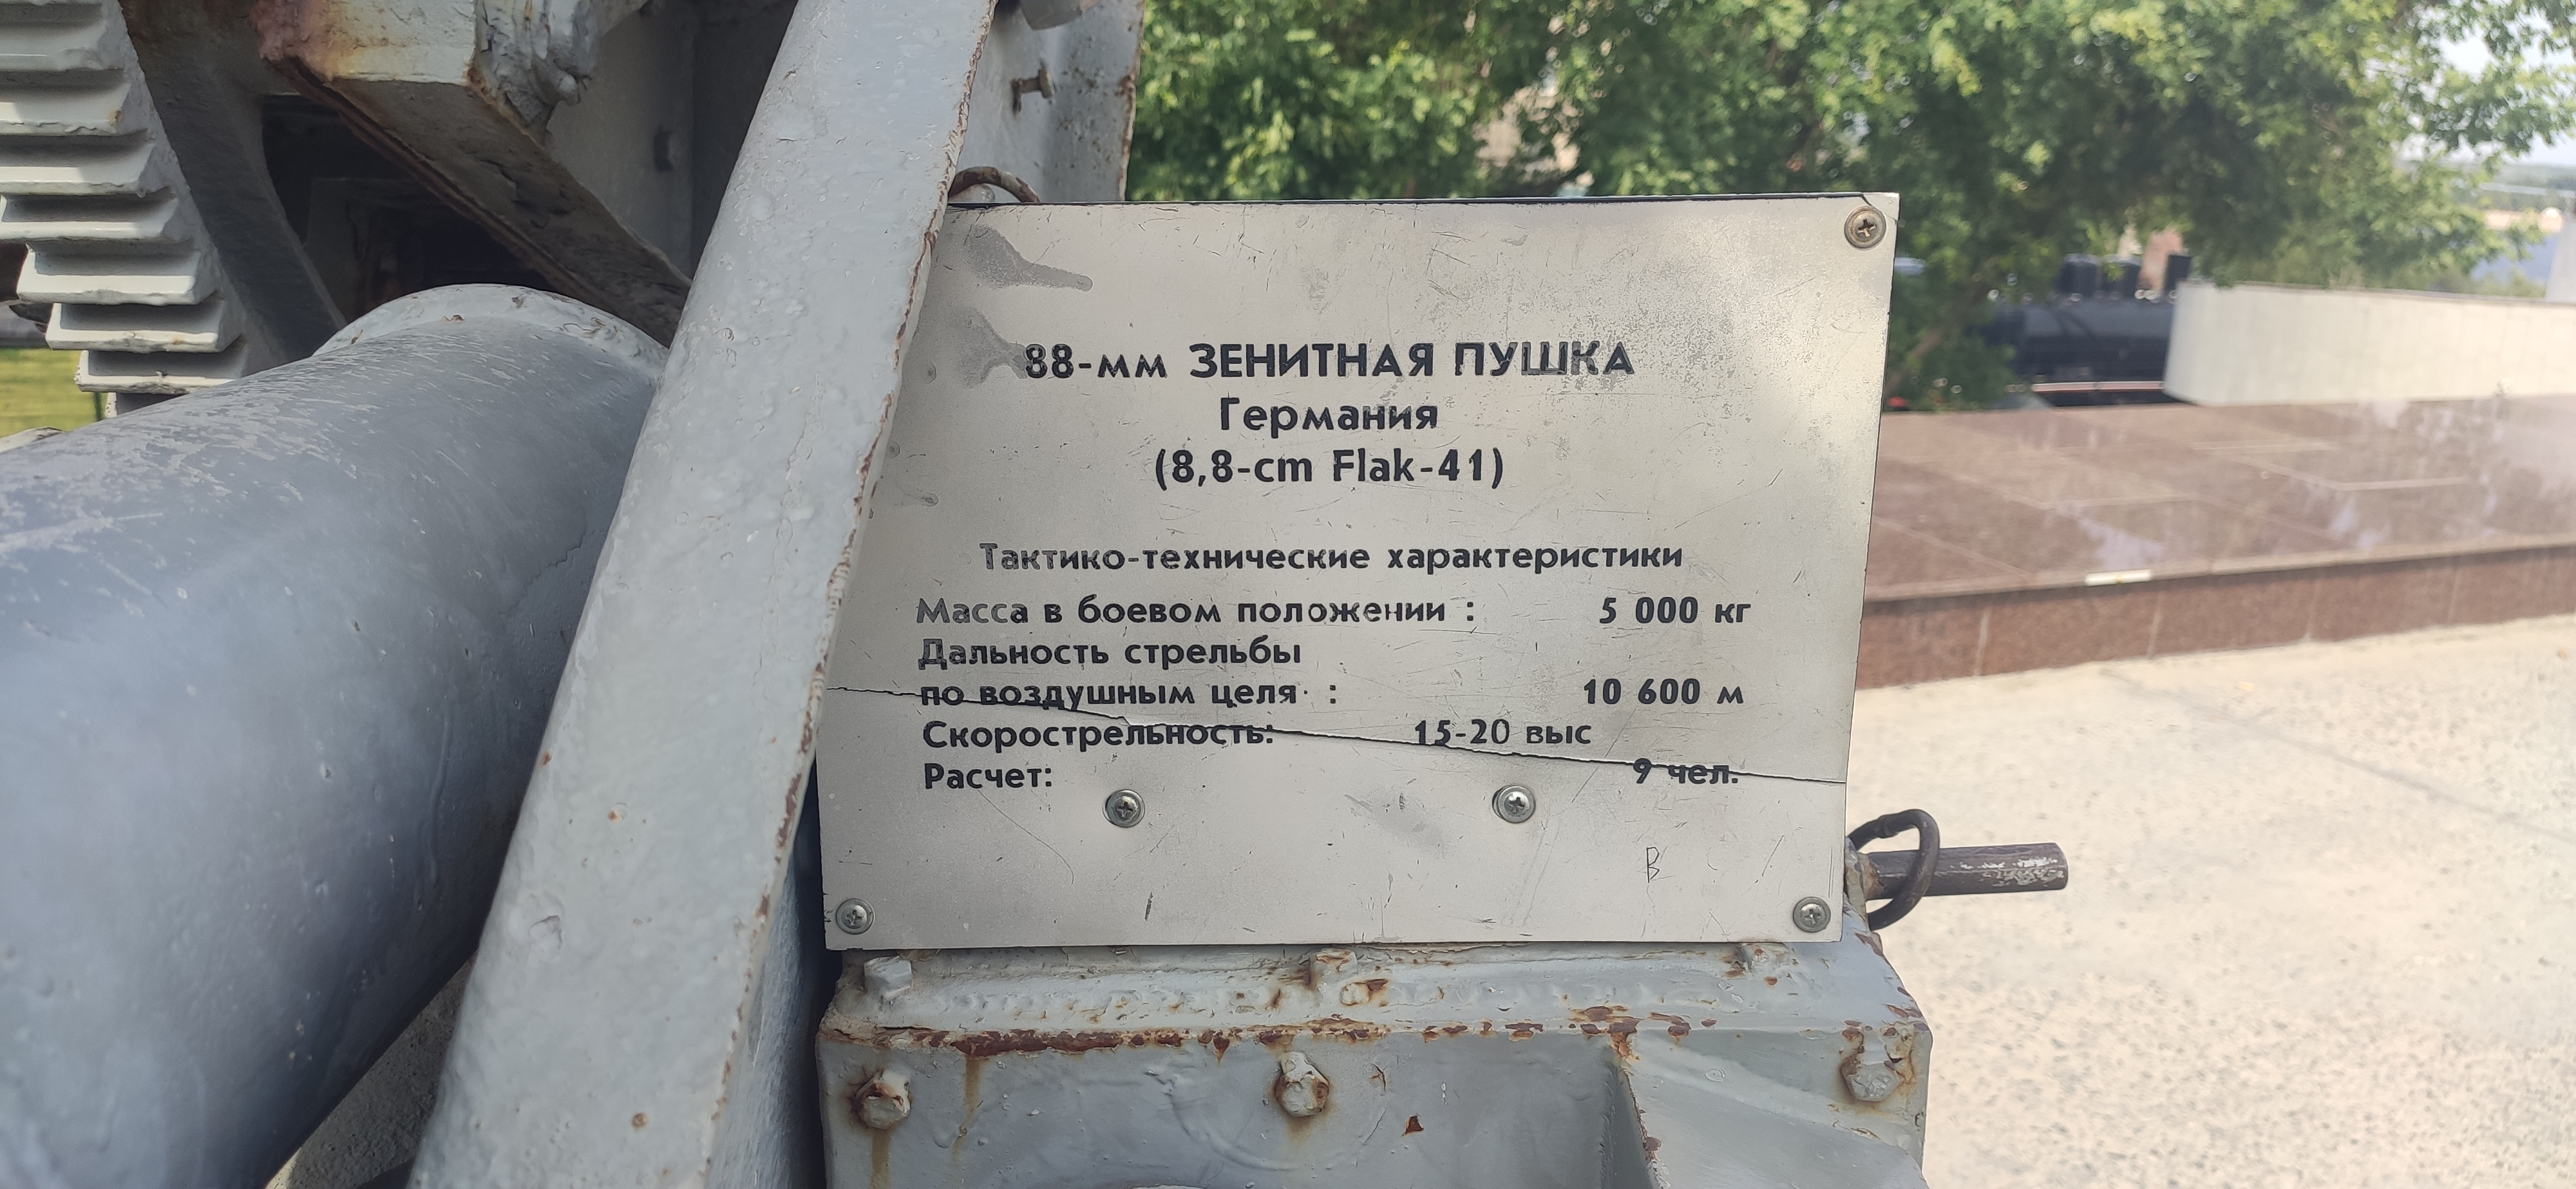 88-мм ЗЕНИТНАЯ ПУШКА
Германия
(8,8-cm Flak-41)
Тактико-технические характеристики
Масса в боевом положении : 5 000 кг
Дальность стрельбы
по воздушным целя : 10 600 м
Скорострельность: 15-20 выс
Расчет: 9 чел.
В